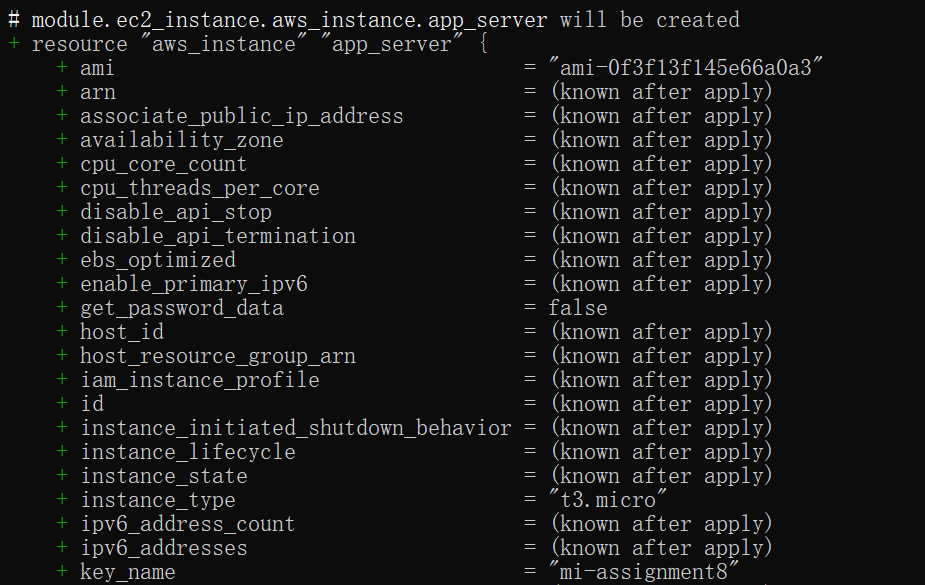 # module.ec2_instance.aws_instance.app_server will be created
+ resource "aws_instance" "app_server" {
+ ami = "ami-0f3f13f145e66a0a3"
+ arn = (known after apply)
+ associate_public_ip_address = (known after apply)
+ availability_zone = (known after apply)
+ cpu_core_count = (known after apply)
+ cpu_threads_per_core = (known after apply)
+ disable_api_stop = (known after apply)
+ disable_api_termination = (known after apply)
+ ebs_optimized = (known after apply)
+ enable_primary_ipv6 = (known after apply)
+ get_password_data = false
+ host_id = (known after apply)
+ host_resource_group_arn = (known after apply)
+ iam_instance_profile = (known after apply)
+ id = (known after apply)
+ instance_initiated_shutdown_behavior = (known after apply)
+ instance_lifecycle = (known after apply)
+ instance_state = (known after apply)
+ instance_type = "t3.micro"
+ ipv6_address_count = (known after apply)
+ ipv6_addresses = (known after apply)
+ key_name = "mi-assignment8"